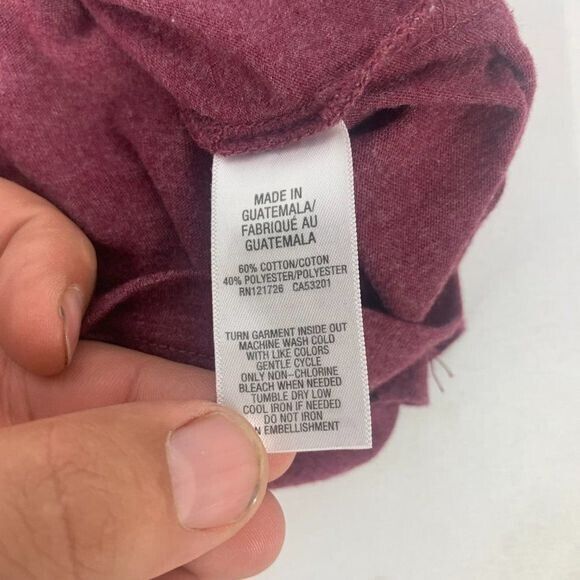 MADE IN
GUATEMALA/
FABRIQUÉ AU
GUATEMALA
60% COTTON/COTON
40% POLYESTER/POLYESTER
RN121726 CA53201
TURN GARMENT INSIDE OUT
MACHINE WASH COLD
WITH LIKE COLORS
GENTLE CYCLE
ONLY NON-CHLORINE
BLEACH WHEN NEEDED
TUMBLE DRY LOW
COOL IRON IF NEEDED
DO NOT IRON
EMBELLISHMENT